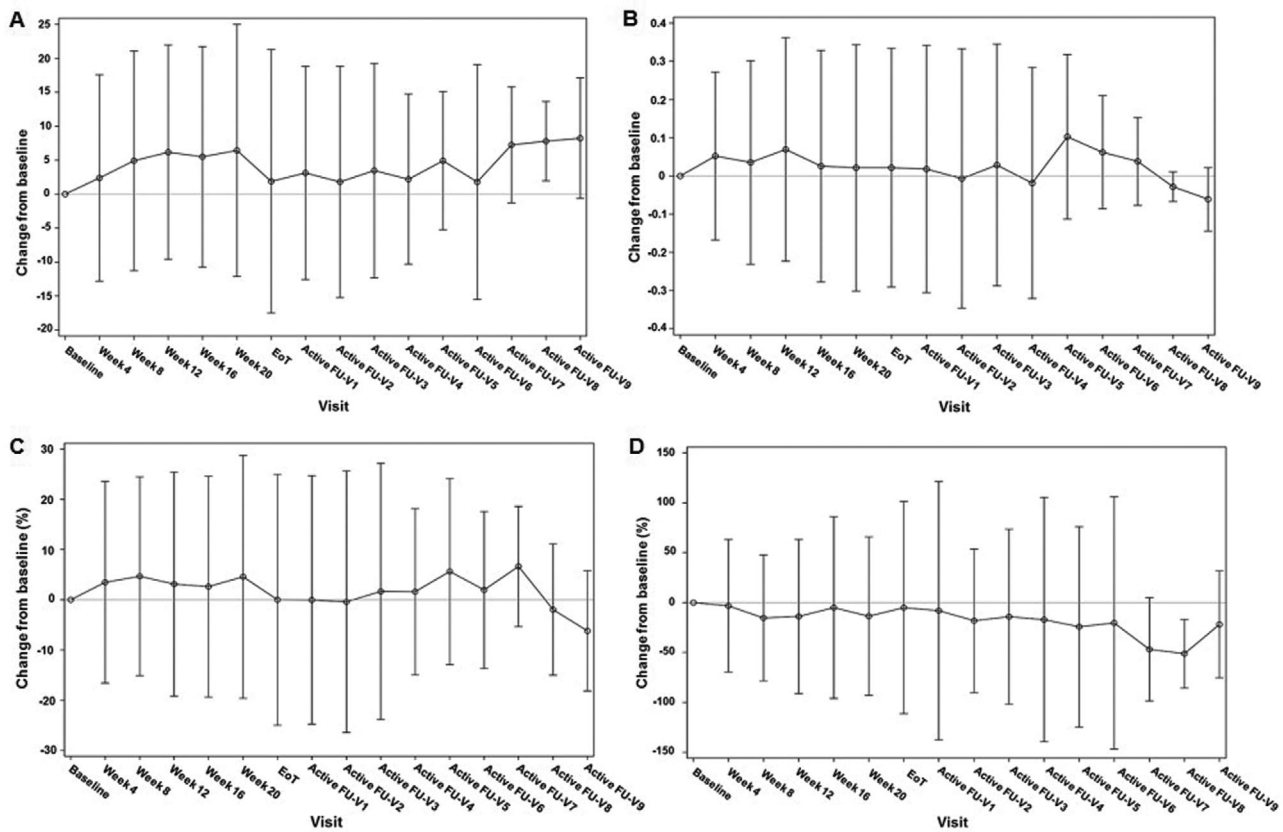 A
Change from baseline
25
20
15
10
5
0
-5
-10
-15
-20
Baseline
Week 4
Week 8
Week 12
Week 16
Week 20
EoT
Active FU-V1
Active FU-V2
Active FU-V3
Active FU-V4
Active FU-V5
Active FU-V6
Active FU-V7
Active FU-V8
Active FU-V9
Visit
B
Change from baseline
0.4
0.3
0.2
0.1
0
-0.1
-0.2
-0.3
-0.4
Baseline
Week 4
Week 8
Week 12
Week 16
Week 20
EoT
Active FU-V1
Active FU-V2
Active FU-V3
Active FU-V4
Active FU-V5
Active FU-V6
Active FU-V7
Active FU-V8
Active FU-V9
Visit
C
Change from baseline (%)
30
20
10
0
-10
-20
-30
Baseline
Week 4
Week 8
Week 12
Week 16
Week 20
EoT
Active FU-V1
Active FU-V2
Active FU-V3
Active FU-V4
Active FU-V5
Active FU-V6
Active FU-V7
Active FU-V8
Active FU-V9
Visit
D
Change from baseline (%)
150
100
50
0
-50
-100
-150
Baseline
Week 4
Week 8
Week 12
Week 16
Week 20
EoT
Active FU-V1
Active FU-V2
Active FU-V3
Active FU-V4
Active FU-V5
Active FU-V6
Active FU-V7
Active FU-V8
Active FU-V9
Visit